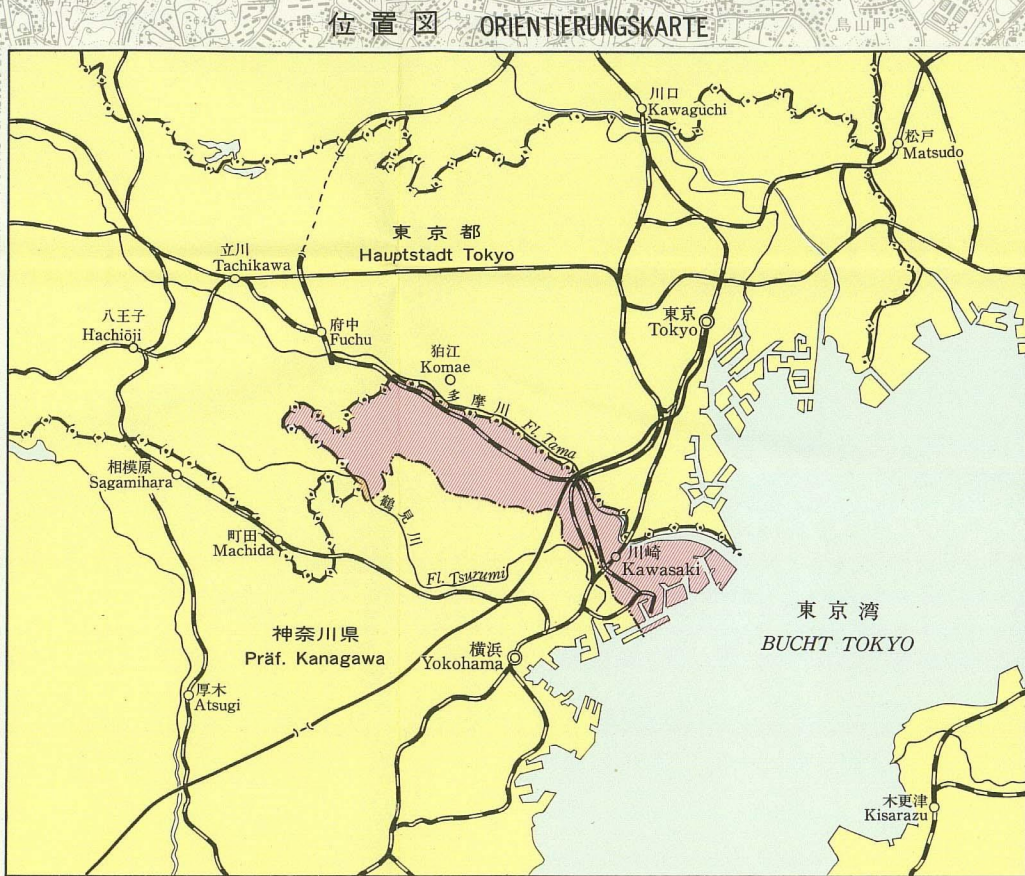 位置図 ORIENTIERUNGSKARTE
鳥山町
川口
Kawaguchi
松戸
Matsudo
東京都
Hauptstadt Tokyo
立川
Tachikawa
八王子
Hachiōji
府中
Fuchu
狛江
Komae
東京
Tokyo
多摩川
Fl. Tama
相模原
Sagamihara
町田
Machida
鶴見川
Fl. Tsurumi
川崎
Kawasaki
神奈川県
Präf. Kanagawa
横浜
Yokohama
東京湾
BUCHT TOKYO
厚木
Atsugi
木更津
Kisarazu